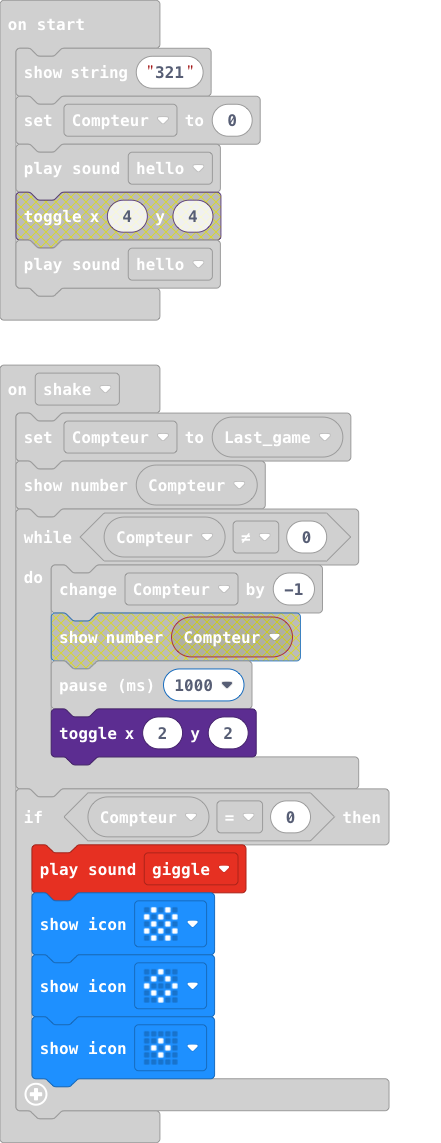 on start
show string "321"
set Compteur to 0
play sound hello
toggle x 4 y 4
play sound hello
on shake
set Compteur to Last_game
show number Compteur
while Compteur ≠ 0
do
change Compteur by -1
show number Compteur
pause (ms) 1000
toggle x 2 y 2
if Compteur = 0 then
play sound giggle
show icon
show icon
show icon